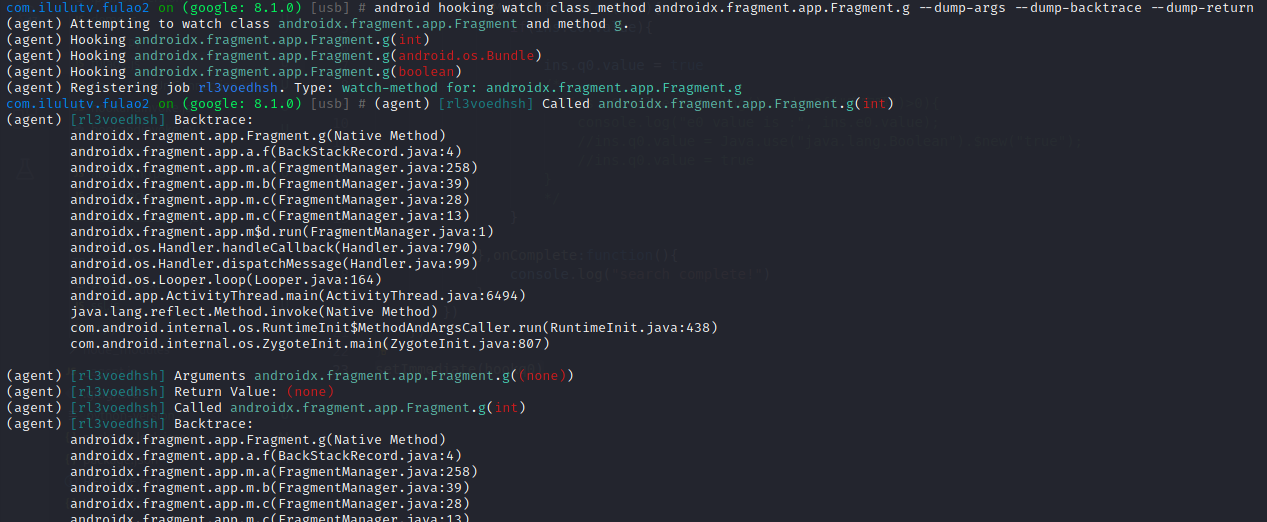 com.ilulutv.fulao2 on (google: 8.1.0) [usb] # android hooking watch class_method androidx.fragment.app.Fragment.g --dump-args --dump-backtrace --dump-return
(agent) Attempting to watch class androidx.fragment.app.Fragment and method g.
(agent) Hooking androidx.fragment.app.Fragment.g(int)
(agent) Hooking androidx.fragment.app.Fragment.g(android.os.Bundle)
(agent) Hooking androidx.fragment.app.Fragment.g(boolean)
(agent) Registering job rl3voedhsh. Type: watch-method for: androidx.fragment.app.Fragment.g
com.ilulutv.fulao2 on (google: 8.1.0) [usb] # (agent) [rl3voedhsh] Called androidx.fragment.app.Fragment.g(int)
(agent) [rl3voedhsh] Backtrace:
androidx.fragment.app.Fragment.g(Native Method)
androidx.fragment.app.a.f(BackStackRecord.java:4)
androidx.fragment.app.m.a(FragmentManager.java:258)
androidx.fragment.app.m.b(FragmentManager.java:39)
androidx.fragment.app.m.c(FragmentManager.java:28)
androidx.fragment.app.m.c(FragmentManager.java:13)
androidx.fragment.app.m$d.run(FragmentManager.java:1)
android.os.Handler.handleCallback(Handler.java:790)
android.os.Handler.dispatchMessage(Handler.java:99)
android.os.Looper.loop(Looper.java:164)
android.app.ActivityThread.main(ActivityThread.java:6494)
java.lang.reflect.Method.invoke(Native Method)
com.android.internal.os.RuntimeInit$MethodAndArgsCaller.run(RuntimeInit.java:438)
com.android.internal.os.ZygoteInit.main(ZygoteInit.java:807)
(agent) [rl3voedhsh] Arguments androidx.fragment.app.Fragment.g((none))
(agent) [rl3voedhsh] Return Value: (none)
(agent) [rl3voedhsh] Called androidx.fragment.app.Fragment.g(int)
(agent) [rl3voedhsh] Backtrace:
androidx.fragment.app.Fragment.g(Native Method)
androidx.fragment.app.a.f(BackStackRecord.java:4)
androidx.fragment.app.m.a(FragmentManager.java:258)
androidx.fragment.app.m.b(FragmentManager.java:39)
androidx.fragment.app.m.c(FragmentManager.java:28)
androidx.fragment.app.m.c(FragmentManager.java:13)